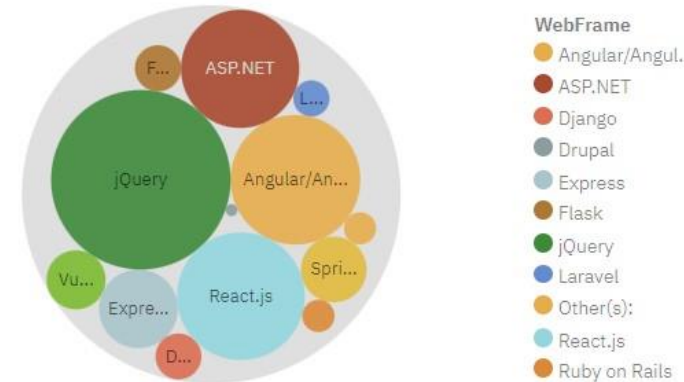 F...
ASP.NET
L...
jQuery
Angular/An...
Vu...
Expre...
React.js
Spri...
D...
WebFrame
Angular/Angul.
ASP.NET
Django
Drupal
Express
Flask
jQuery
Laravel
Other(s):
React.js
Ruby on Rails